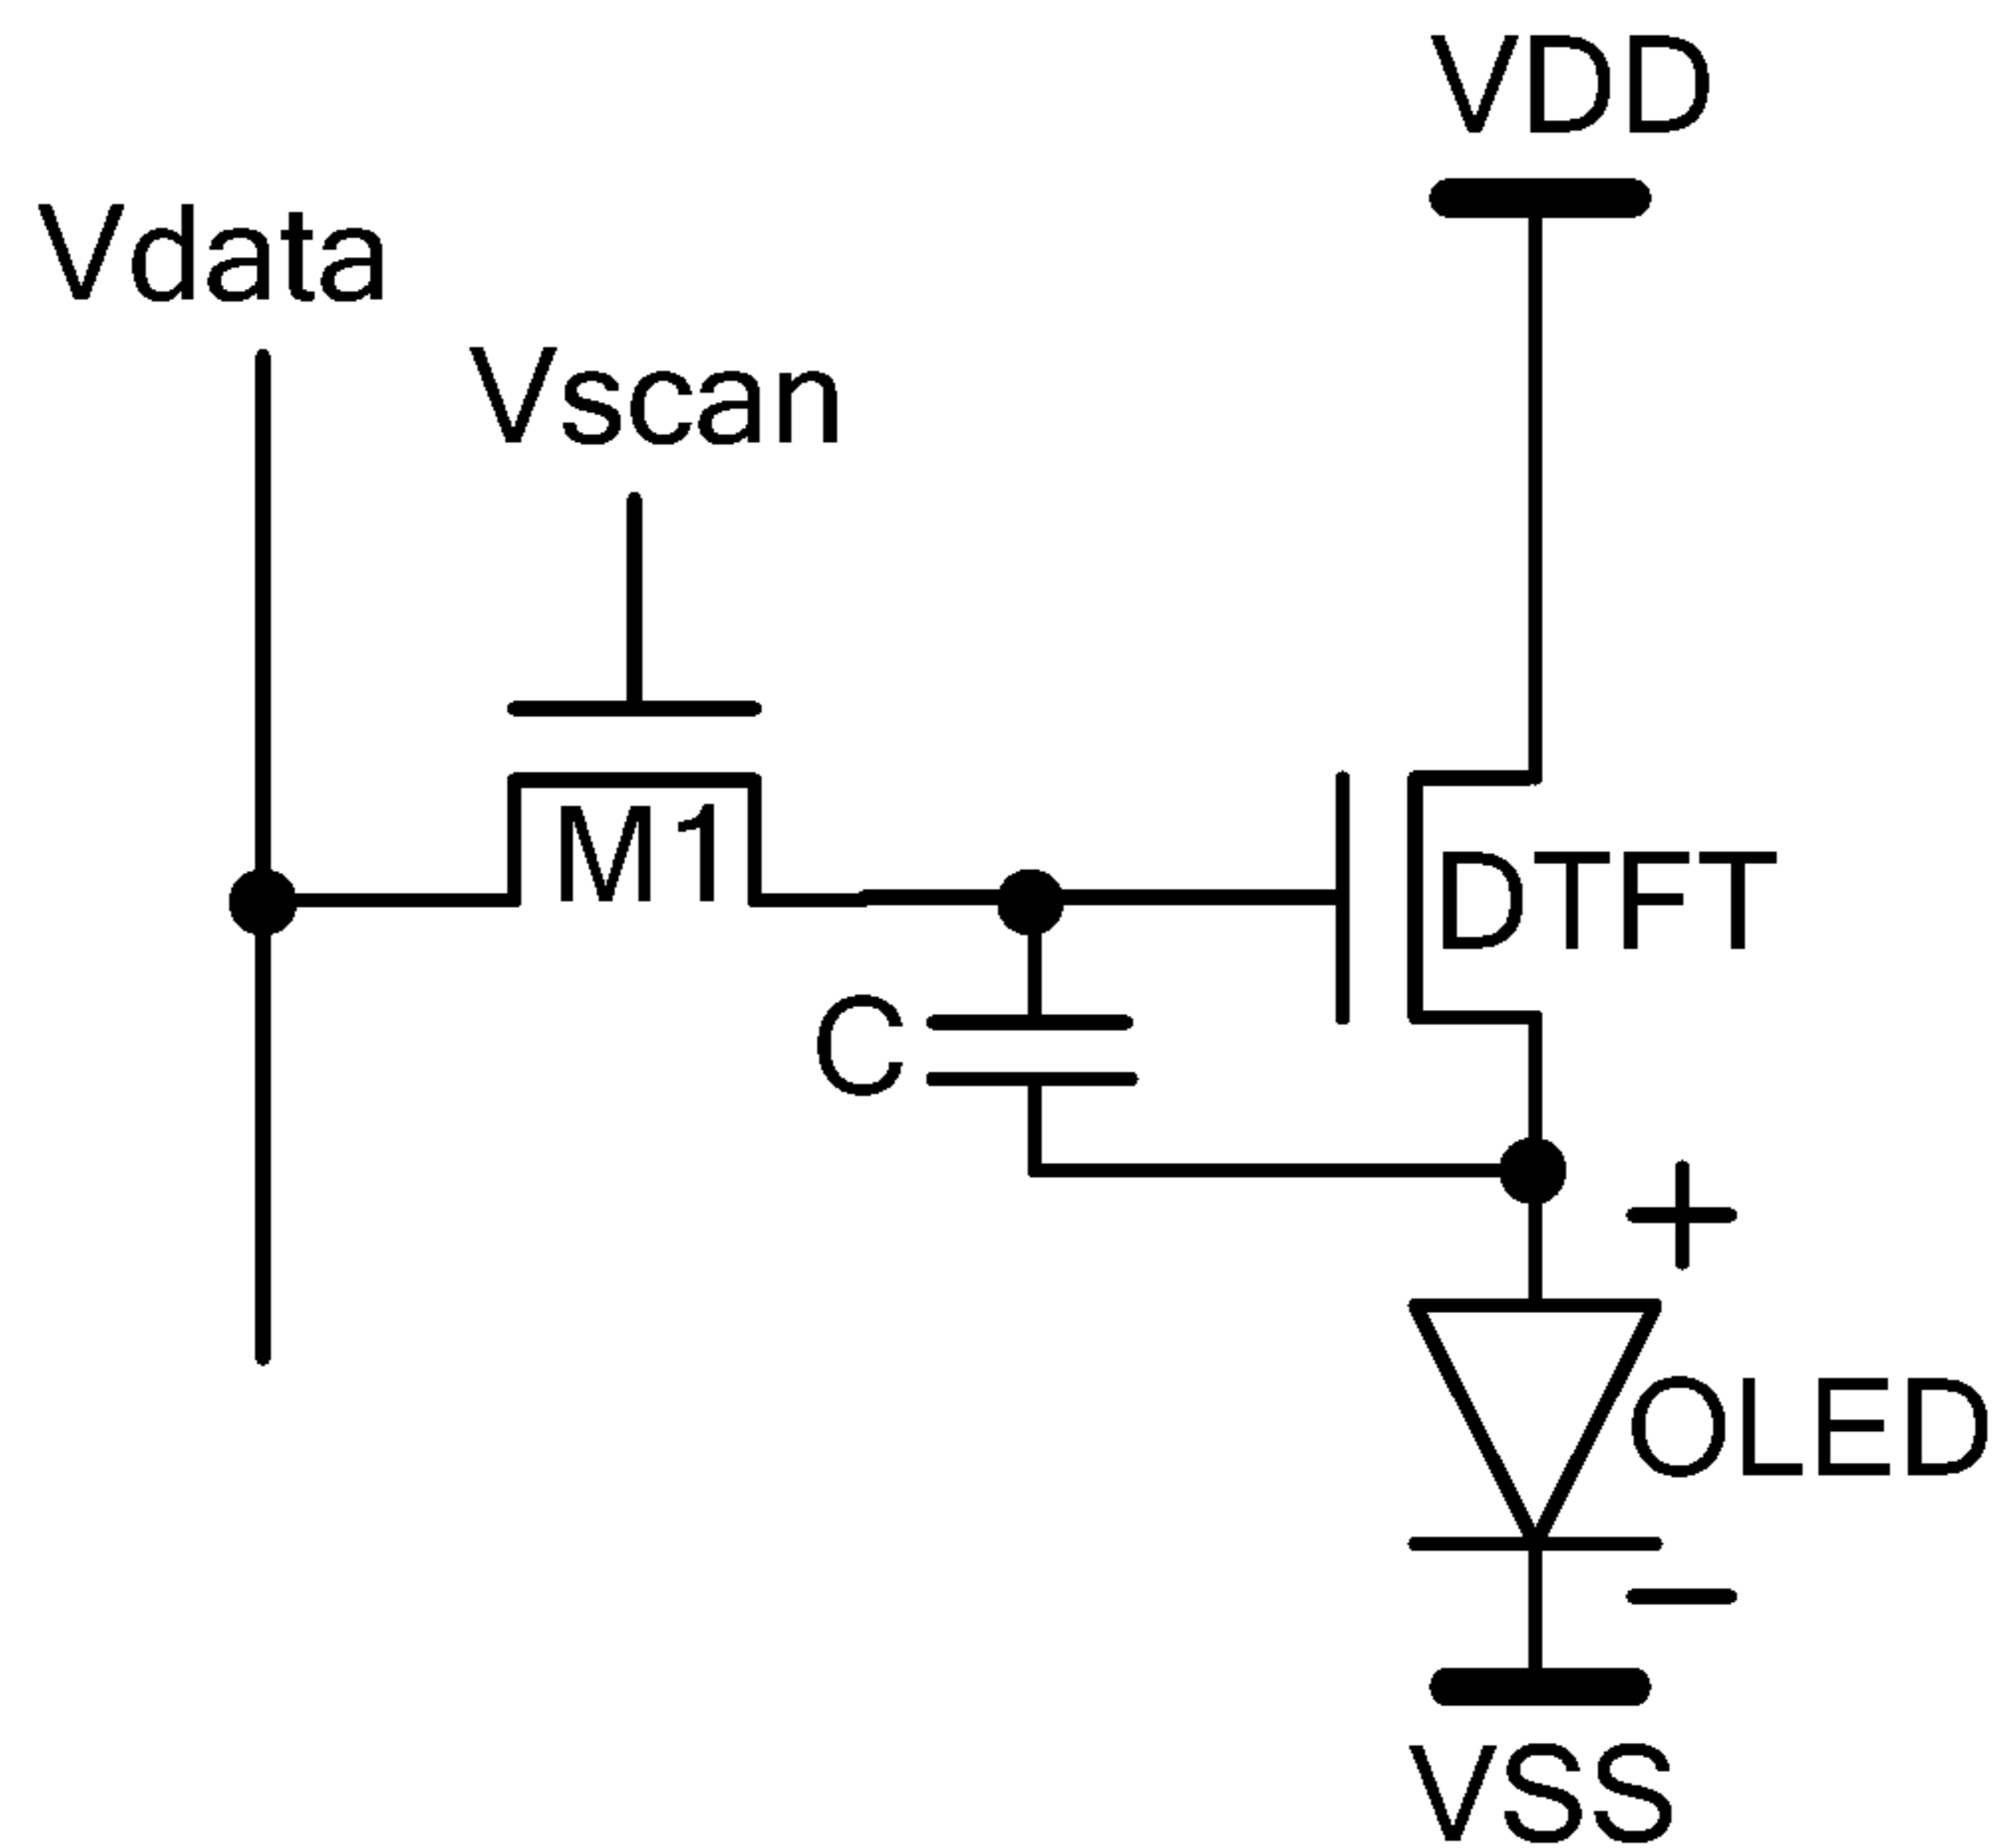 VDD
Vdata
Vscan
M1
DTFT
C
+
OLED
−
VSS